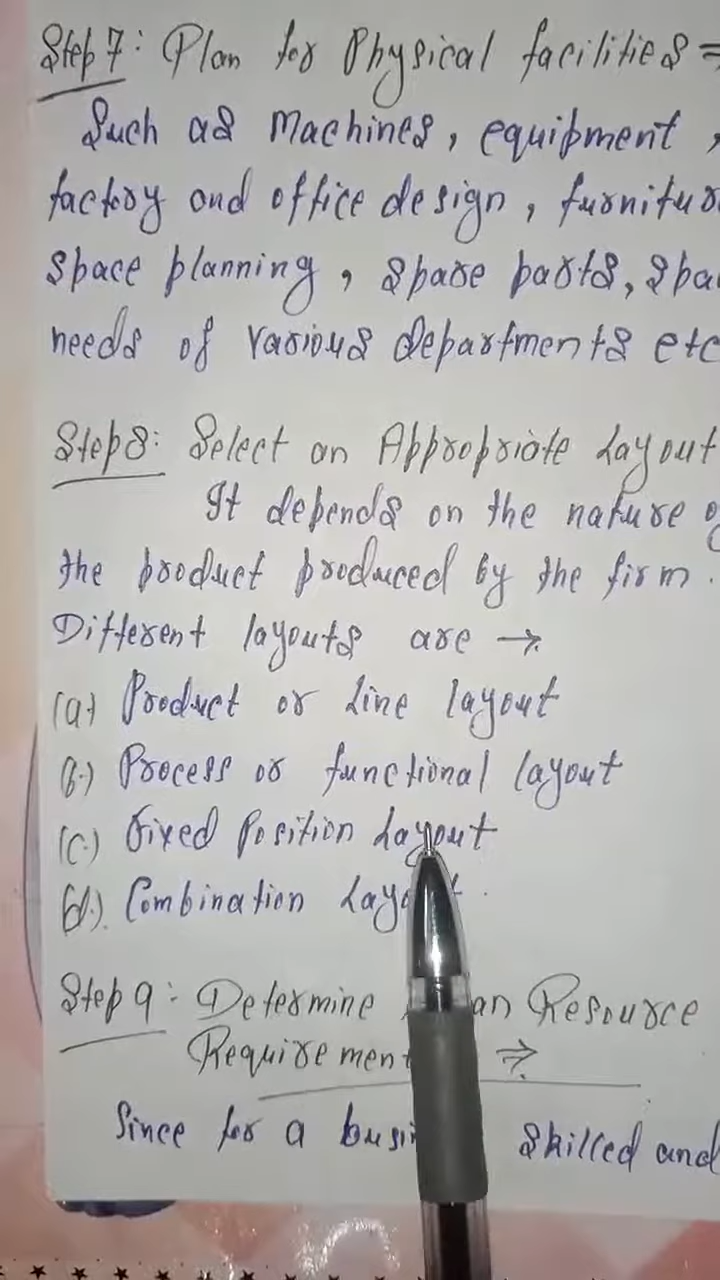 Step 7: Plan for Physical facilities =
Such as Machines, equipment,
factory and office design, furnitur
space planning, spare parts, spa
needs of various departments etc
Step 8: Select an Appropriate Layout
It depends on the nature of
the product produced by the firm.
Different layouts are →
(a) Product or Line layout
(b.) Process or functional layout
(c.) Fixed Position Layout
(d.) Combination
Step 9: Determine an Resource
Requirement ⇒
Since for a busi Skilled and